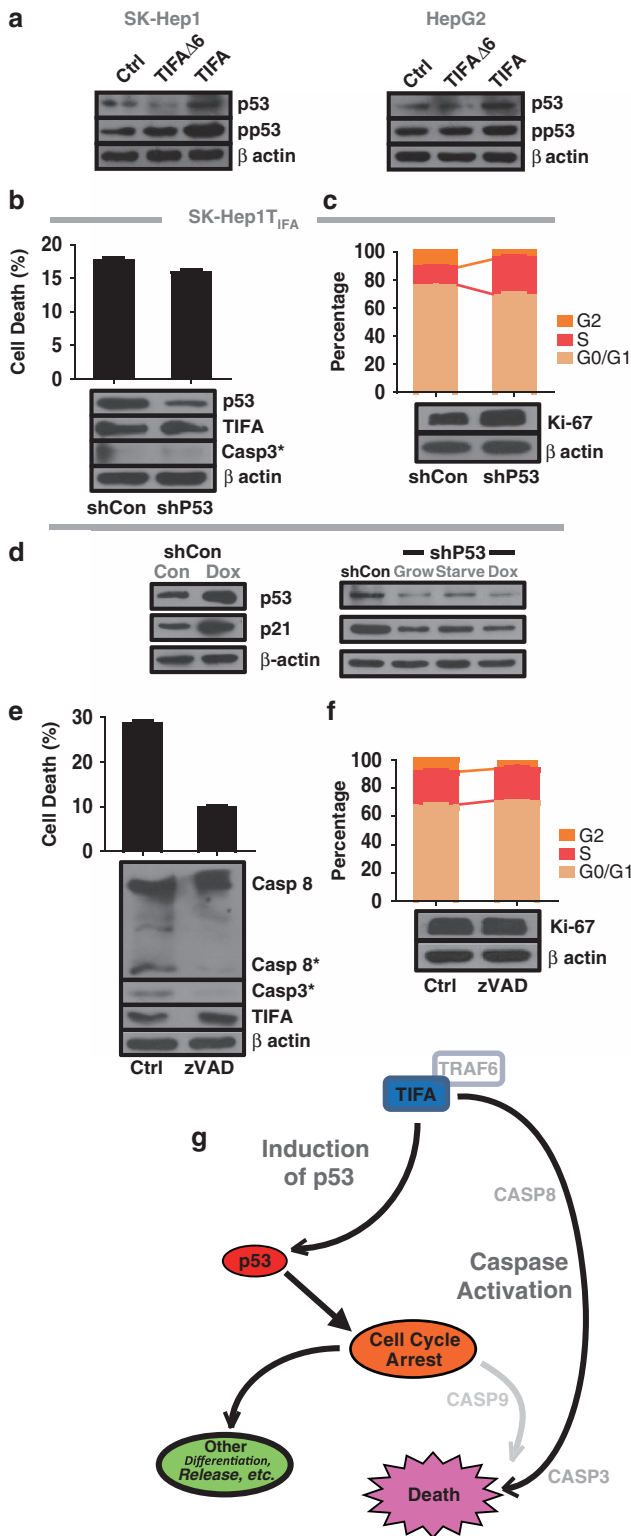 a
SK-Hep1
HepG2
Ctrl TIFAΔ6 TIFA
Ctrl TIFAΔ6 TIFA
p53
pp53
β actin
p53
pp53
β actin
b
SK-Hep1TIFA
c
Cell Death (%)
20
15
10
5
0
p53
TIFA
Casp3*
β actin
shCon shP53
Percentage
100
80
60
40
20
0
G2
S
G0/G1
Ki-67
β actin
shCon shP53
d
shCon
Con Dox
p53
p21
β-actin
shP53
shCon Grow Starve Dox
e
Cell Death (%)
30
20
10
0
Casp 8
Casp 8*
Casp3*
TIFA
β actin
Ctrl zVAD
f
Percentage
100
80
60
40
20
0
G2
S
G0/G1
Ki-67
β actin
Ctrl zVAD
g
TRAF6
TIFA
Induction
of p53
CASP8
p53
Caspase
Activation
Cell Cycle
Arrest
CASP9
Other
Differentiation,
Release, etc.
Death
CASP3